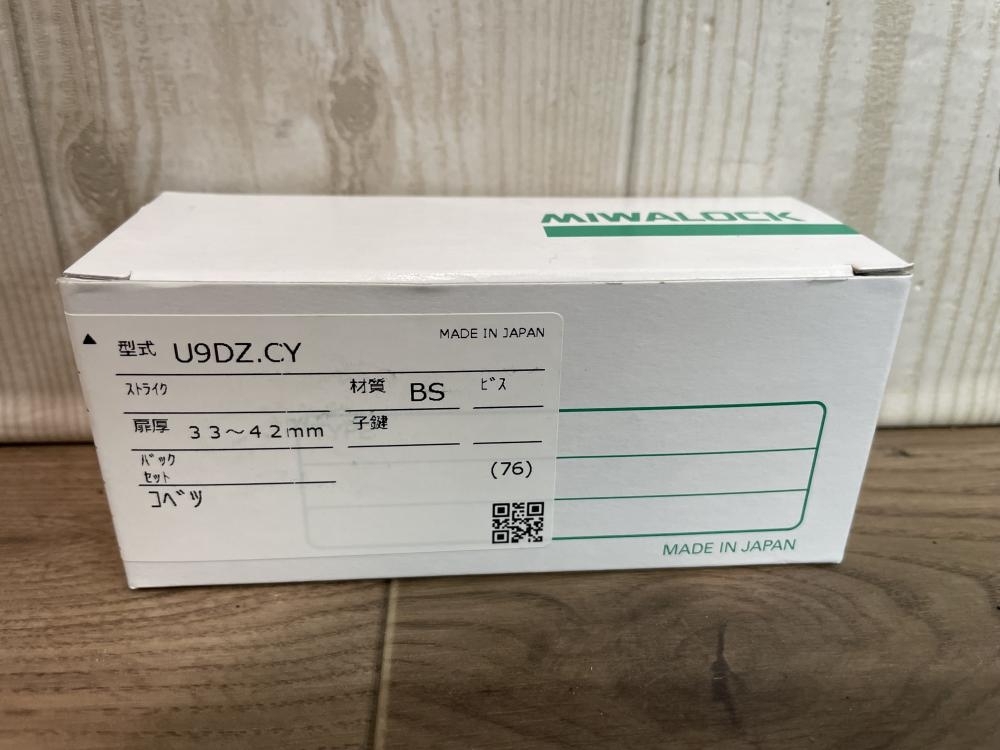 MIWALOCK
型式 U9DZ.CY MADE IN JAPAN
ストライク 材質 BS ビス
扉厚 33～42mm 子鍵
バック
セット (76)
コベツ
MADE IN JAPAN